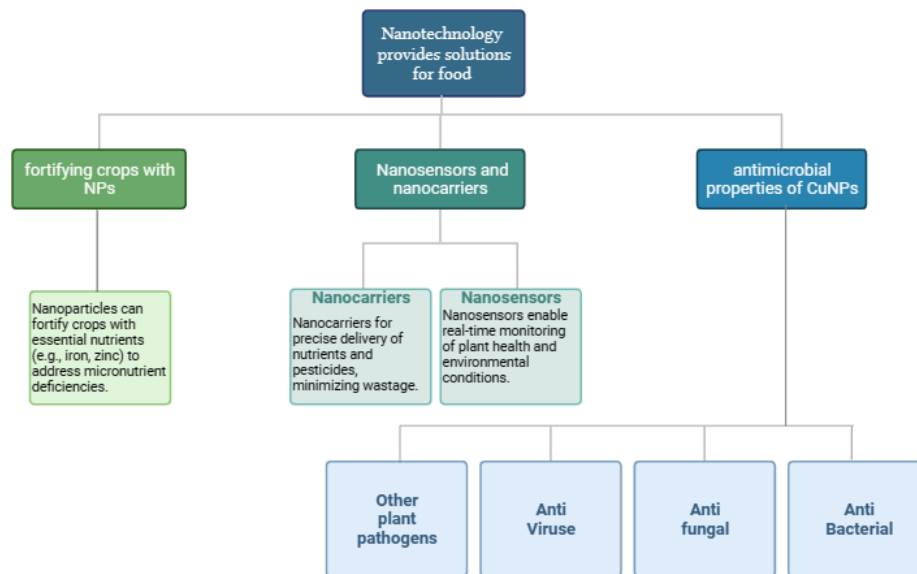 Nanotechnology
provides solutions
for food
fortifying crops with
NPs
Nanosensors and
nanocarriers
antimicrobial
properties of CuNPs
Nanoparticles can
fortify crops with
essential nutrients
(e.g., iron, zinc) to
address micronutrient
deficiencies.
Nanocarriers
Nanocarriers for
precise delivery of
nutrients and
pesticides,
minimizing wastage.
Nanosensors
Nanosensors enable
real-time monitoring
of plant health and
environmental
conditions.
Other
plant
pathogens
Anti
Viruse
Anti
fungal
Anti
Bacterial